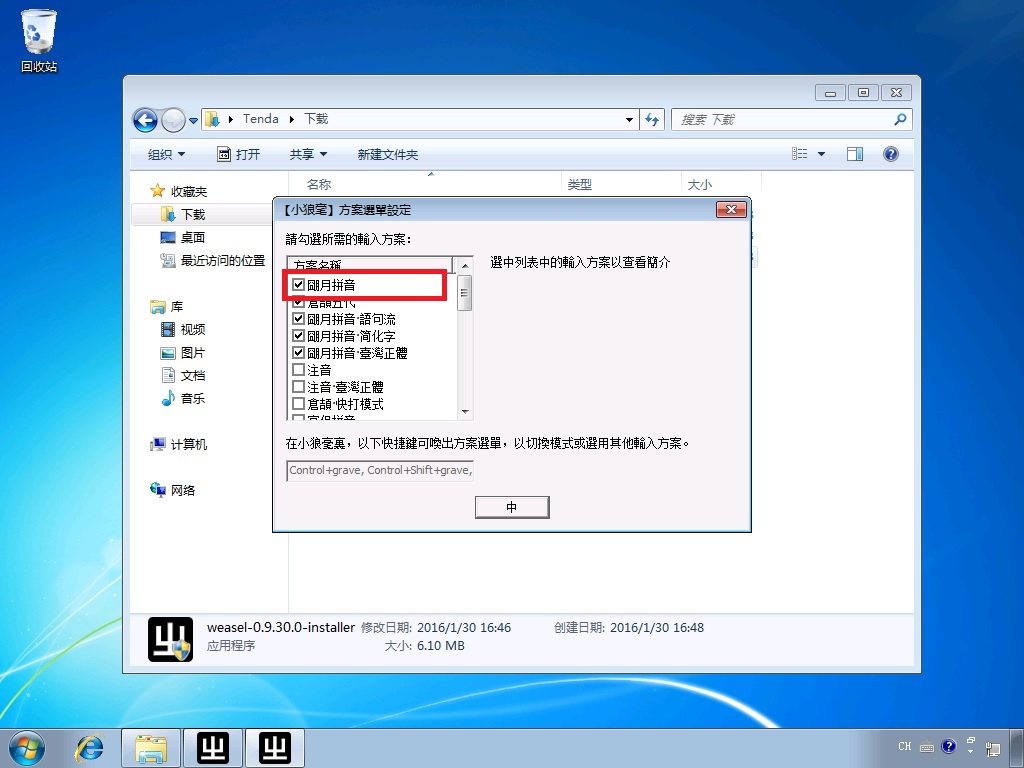 回收站
Tenda 下载
搜索 下载
组织 打开 共享 新建文件夹
收藏夹
下载
桌面
最近访问的位置
库
视频
图片
文档
音乐
计算机
网络
名称 类型 大小
【小狼毫】方案選單設定
請勾選所需的輸入方案：
方案名稱
朙月拼音
倉頡五代
朙月拼音·語句流
朙月拼音·简化字
朙月拼音·臺灣正體
注音
注音·臺灣正體
倉頡·快打模式
選中列表中的輸入方案以查看簡介
在小狼毫裏，以下快捷鍵可喚出方案選單，以切換模式或選用其他輸入方案。
Control+grave, Control+Shift+grave,
中
weasel-0.9.30.0-installer 修改日期: 2016/1/30 16:46 创建日期: 2016/1/30 16:48
应用程序 大小: 6.10 MB
CH